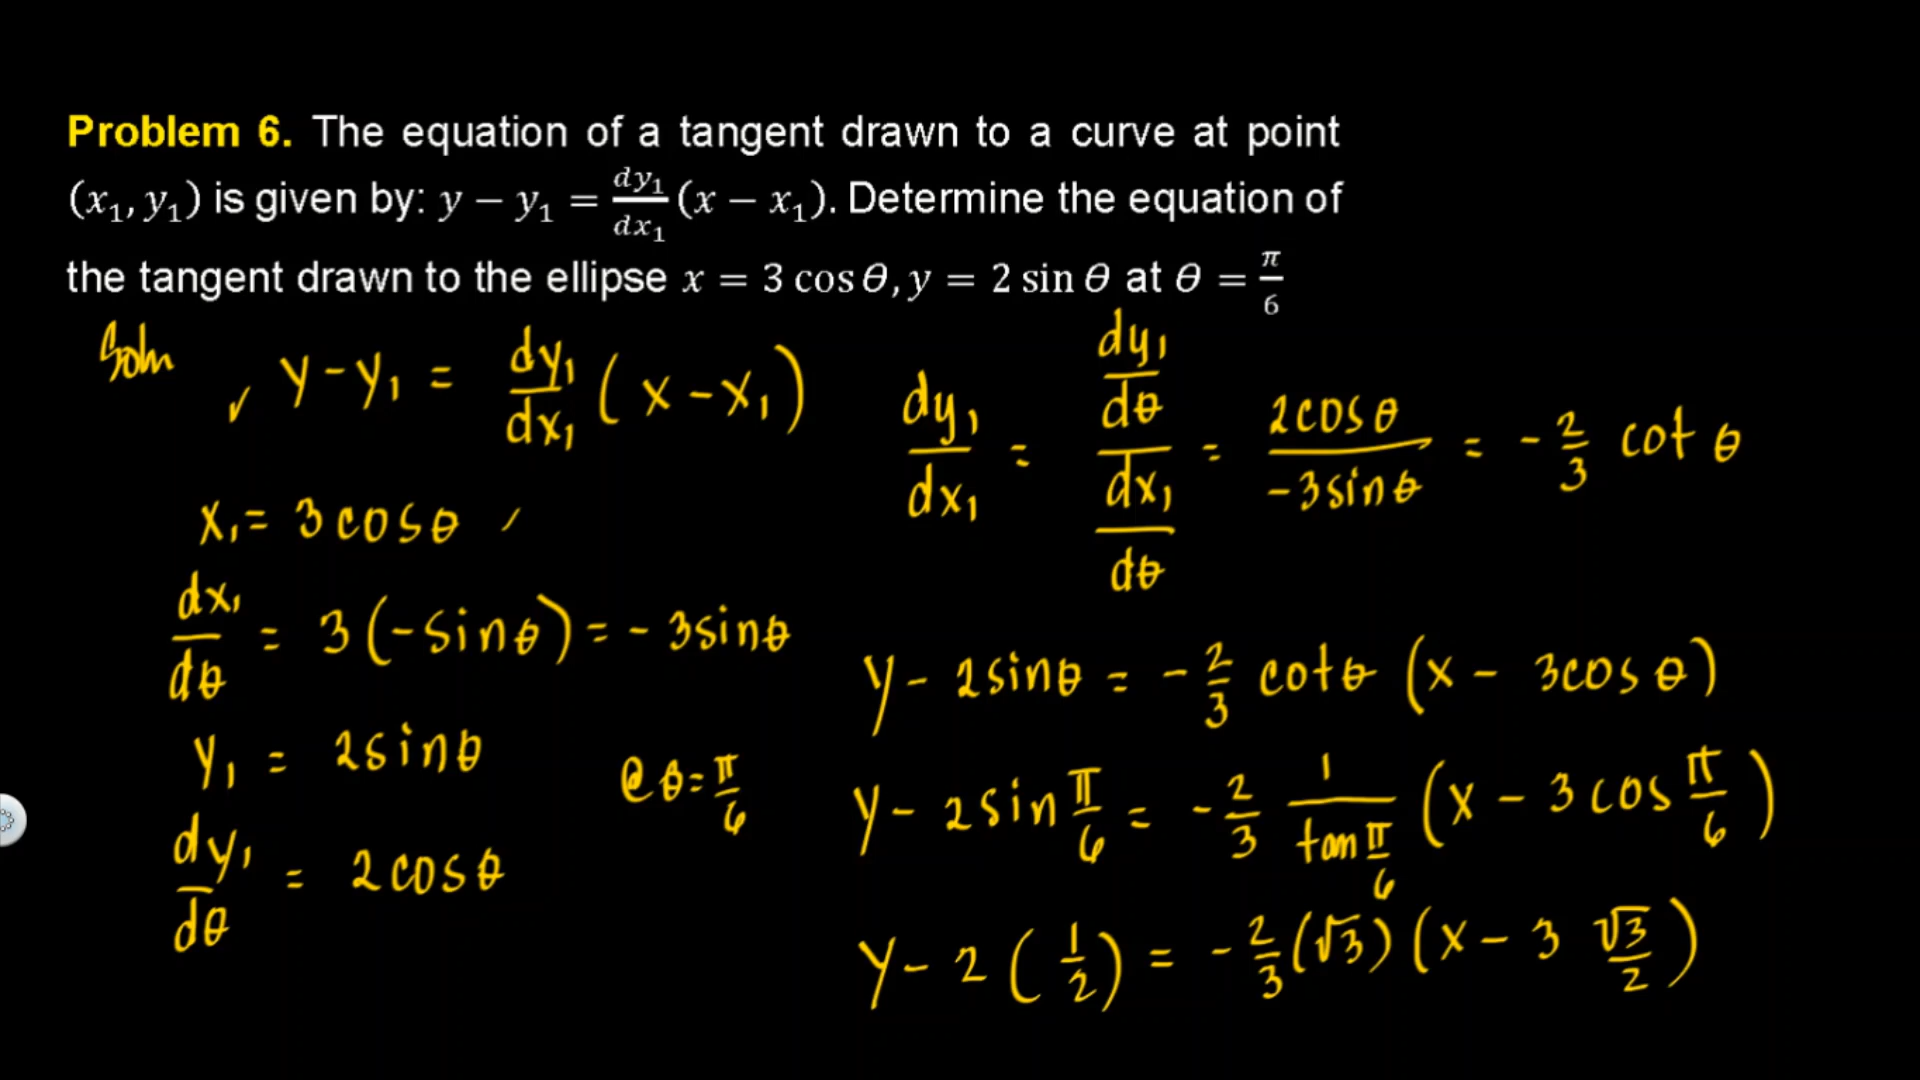 Problem 6. The equation of a tangent drawn to a curve at point
(x₁, y₁) is given by: y − y₁ = dy₁/dx₁ (x − x₁). Determine the equation of
the tangent drawn to the ellipse x = 3 cos θ, y = 2 sin θ at θ = π/6
Soln
✓ y - y₁ = dy₁/dx₁ (x - x₁)
x₁ = 3cosθ
dx₁/dθ = 3(-sinθ) = -3sinθ
y₁ = 2sinθ
dy₁/dθ = 2cosθ
@ θ = π/6
dy₁/dx₁ = (dy₁/dθ)/(dx₁/dθ) = 2cosθ/-3sinθ = -2/3 cot θ
y - 2sinθ = -2/3 cotθ (x - 3cosθ)
y - 2sin π/6 = -2/3 1/tan π/6 (x - 3cos π/6)
y - 2(1/2) = -2/3 (√3)(x - 3 √3/2)